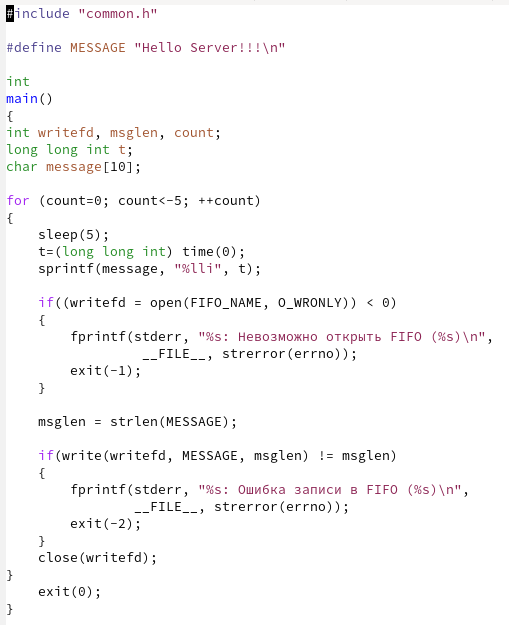 #include "common.h"
#define MESSAGE "Hello Server!!!\n"
int
main()
{
int writefd, msglen, count;
long long int t;
char message[10];
for (count=0; count<-5; ++count)
{
sleep(5);
t=(long long int) time(0);
sprintf(message, "%lli", t);
if((writefd = open(FIFO_NAME, O_WRONLY)) < 0)
{
fprintf(stderr, "%s: Невозможно открыть FIFO (%s)\n",
__FILE__, strerror(errno));
exit(-1);
}
msglen = strlen(MESSAGE);
if(write(writefd, MESSAGE, msglen) != msglen)
{
fprintf(stderr, "%s: Ошибка записи в FIFO (%s)\n",
__FILE__, strerror(errno));
exit(-2);
}
close(writefd);
}
exit(0);
}